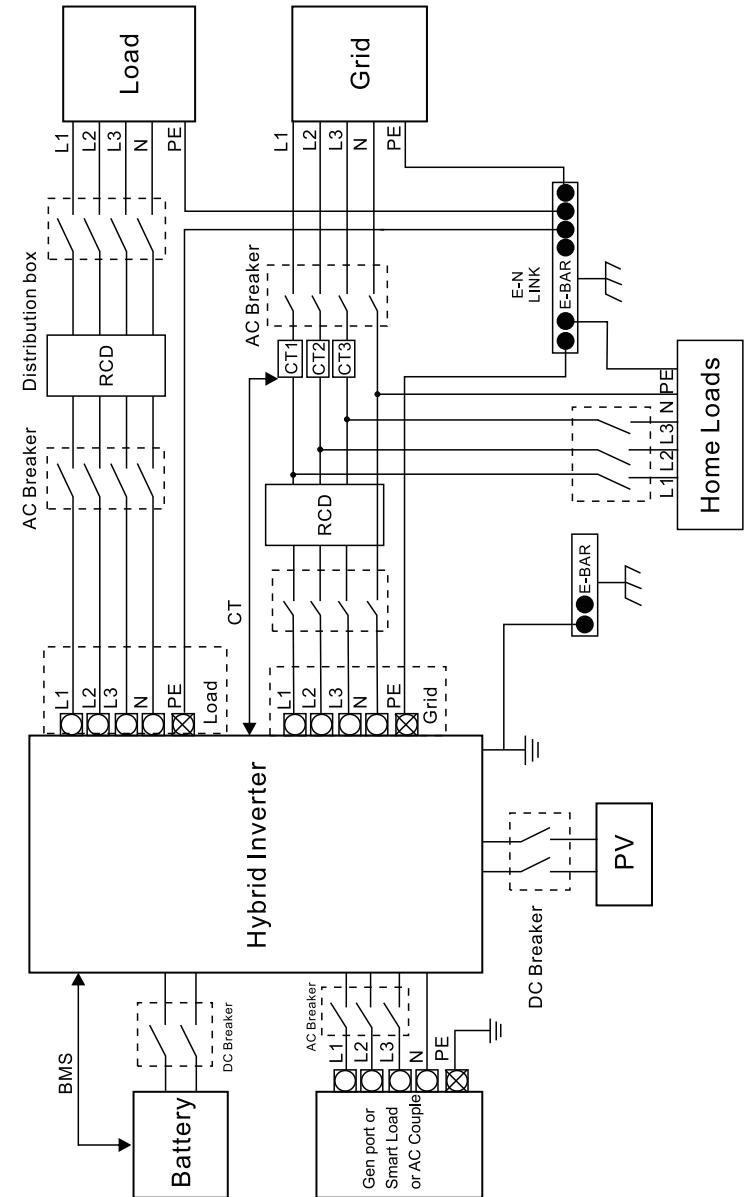 Load
Grid
L1
L2
L3
N
PE
L1
L2
L3
N
PE
Distribution box
RCD
AC Breaker
AC Breaker
CT1
CT2
CT3
E-N
LINK
E-BAR
RCD
CT
L1
L2
L3
N
PE
Home Loads
E-BAR
L1
L2
L3
N
PE
Load
L1
L2
L3
N
PE
Grid
Hybrid Inverter
PV
DC Breaker
BMS
DC Breaker
Battery
AC Breaker
L1
L2
L3
N
PE
Gen port or
Smart Load
or AC Couple